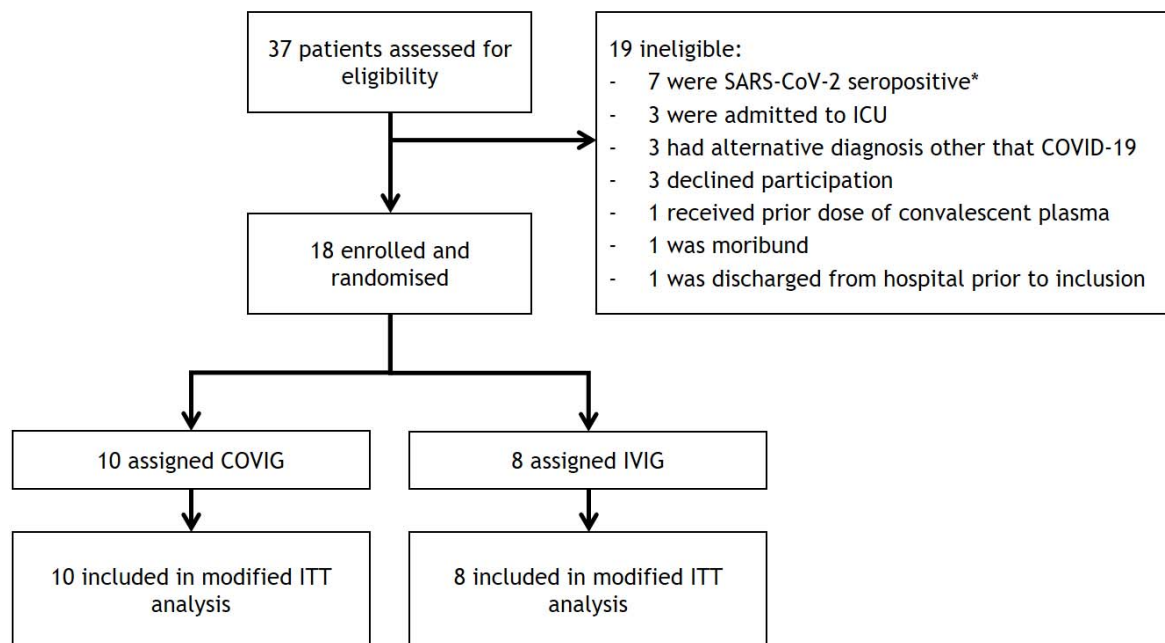 37 patients assessed for
eligibility
19 ineligible:
- 7 were SARS-CoV-2 seropositive*
- 3 were admitted to ICU
- 3 had alternative diagnosis other that COVID-19
- 3 declined participation
- 1 received prior dose of convalescent plasma
- 1 was moribund
- 1 was discharged from hospital prior to inclusion
18 enrolled and
randomised
10 assigned COVIG
8 assigned IVIG
10 included in modified ITT
analysis
8 included in modified ITT
analysis